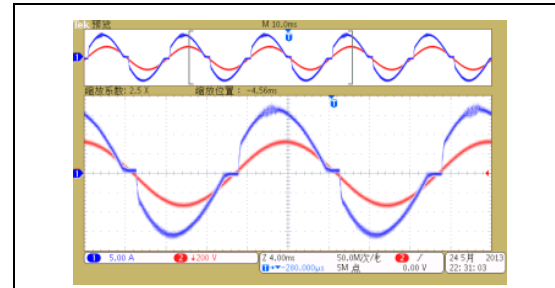 Tek 预览 M 10.0ms
缩放系数: 2.5 X 缩放位置: -4.56ms
1 5.00 A 2 ↓200 V Z 4.00ms 50.0M次/秒 2 / 24 5月 2013
-280.000µs 5M 点 0.00 V 22:31:03